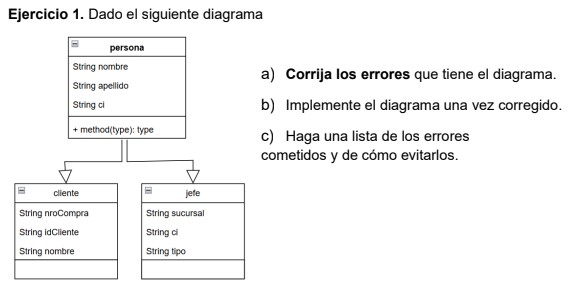 Ejercicio 1. Dado el siguiente diagrama
persona
String nombre
String apellido
String ci
+ method(type): type
cliente
String nroCompra
String idCliente
String nombre
jefe
String sucursal
String ci
String tipo
a) Corrija los errores que tiene el diagrama.
b) Implemente el diagrama una vez corregido.
c) Haga una lista de los errores
cometidos y de cómo evitarlos.